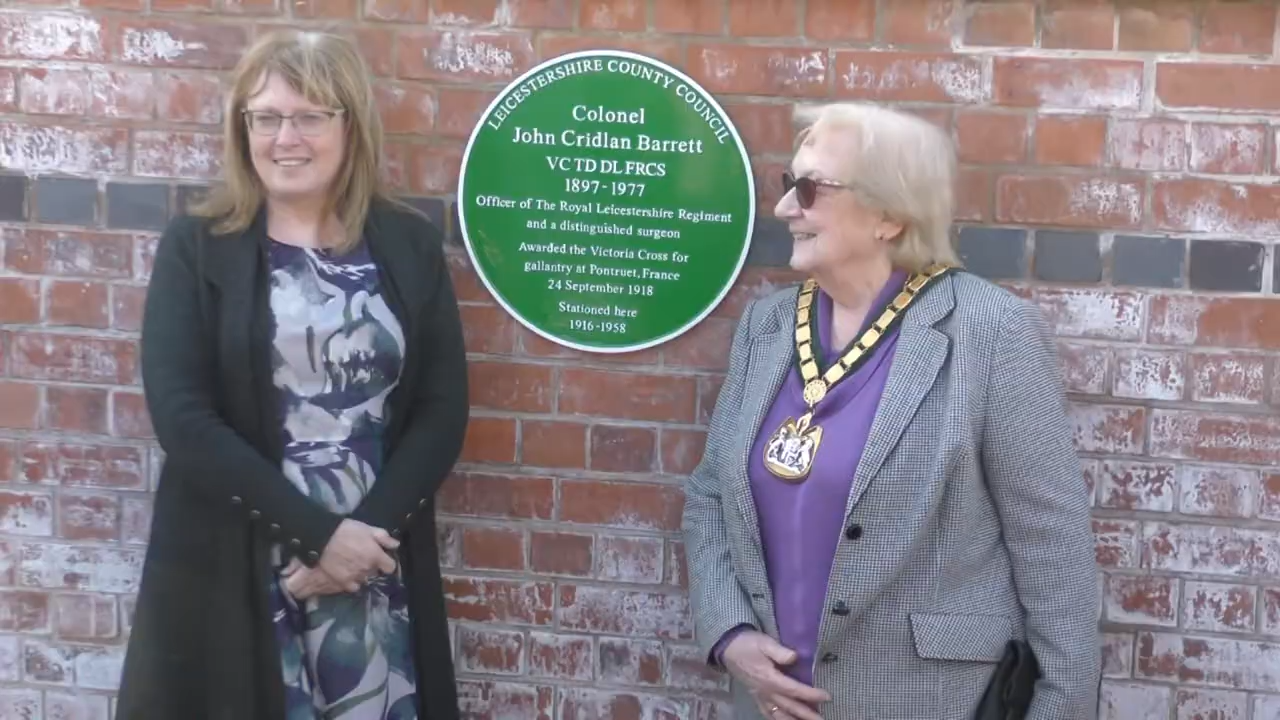 LEICESTERSHIRE COUNTY COUNCIL
Colonel
John Cridlan Barrett
VC TD DL FRCS
1897-1977
Officer of The Royal Leicestershire Regiment
and a distinguished surgeon
Awarded the Victoria Cross for
gallantry at Pontruet, France
24 September 1918
Stationed here
1916-1958